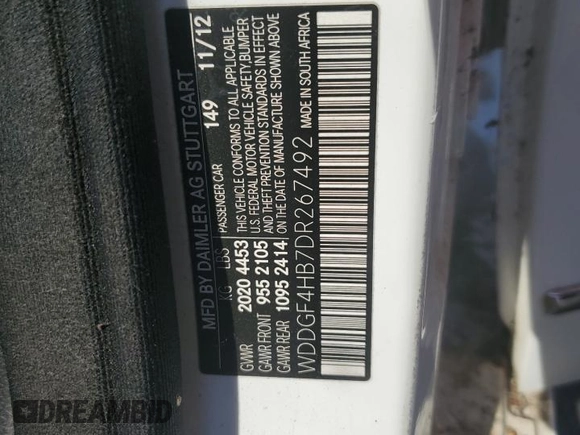 MFD BY DAIMLER AG STUTTGART
149 11/12
KG LBS PASSENGER CAR
GVWR 2020 4453 THIS VEHICLE CONFORMS TO ALL APPLICABLE
U.S. FEDERAL MOTOR VEHICLE SAFETY,BUMPER
GAWR FRONT 955 2105 AND THEFT PREVENTION STANDARDS IN EFFECT
GAWR REAR 1095 2414 ON THE DATE OF MANUFACTURE SHOWN ABOVE
WDDGF4HB7DR267492 MADE IN SOUTH AFRICA
DREAMBID